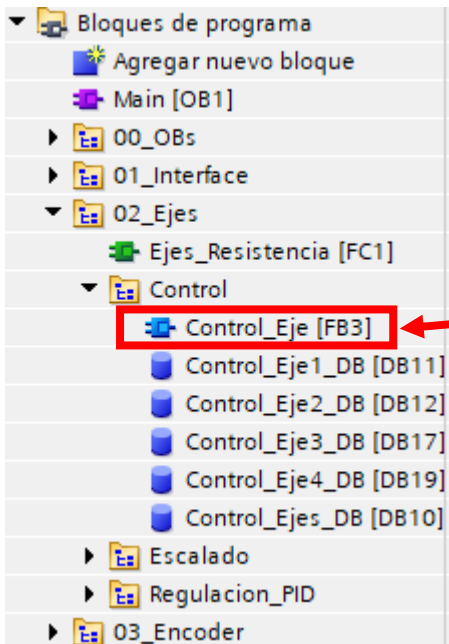 Bloques de programa
Agregar nuevo bloque
Main [OB1]
00_OBs
01_Interface
02_Ejes
Ejes_Resistencia [FC1]
Control
Control_Eje [FB3]
Control_Eje1_DB [DB11]
Control_Eje2_DB [DB12]
Control_Eje3_DB [DB17]
Control_Eje4_DB [DB19]
Control_Ejes_DB [DB10]
Escalado
Regulacion_PID
03_Encoder